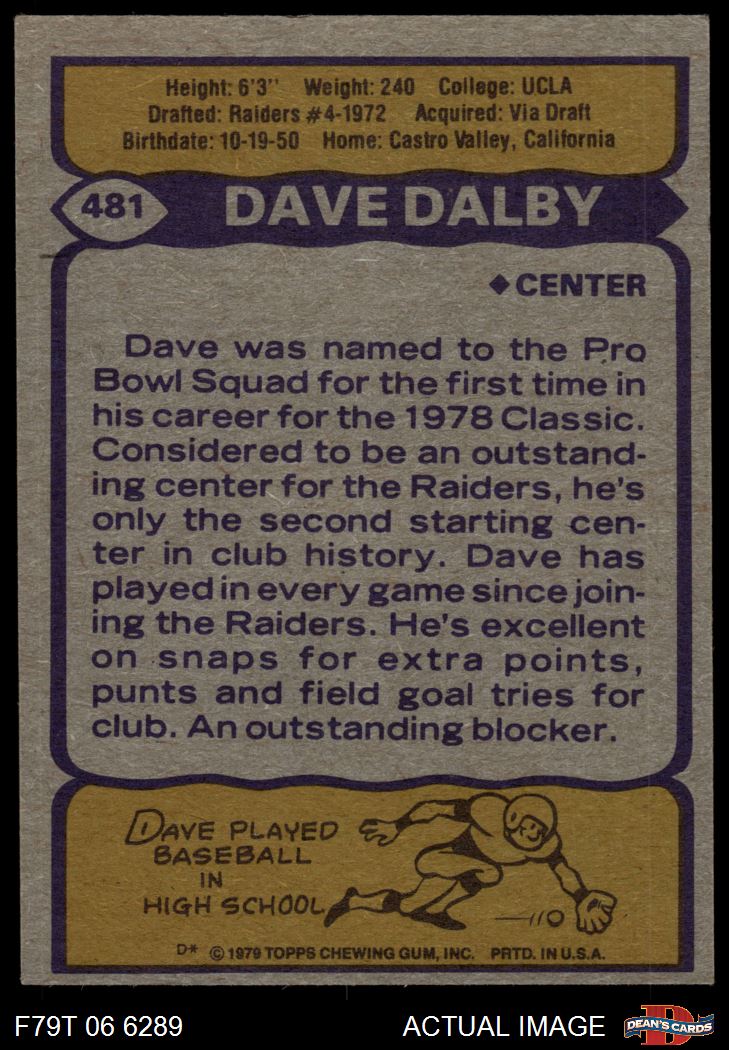 Height: 6'3" Weight: 240 College: UCLA
Drafted: Raiders #4-1972 Acquired: Via Draft
Birthdate: 10-19-50 Home: Castro Valley, California
481 DAVE DALBY
◆CENTER
Dave was named to the Pro
Bowl Squad for the first time in
his career for the 1978 Classic.
Considered to be an outstand-
ing center for the Raiders, he's
only the second starting cen-
ter in club history. Dave has
played in every game since join-
ing the Raiders. He's excellent
on snaps for extra points,
punts and field goal tries for
club. An outstanding blocker.
DAVE PLAYED
BASEBALL
IN
HIGH SCHOOL
D* © 1979 TOPPS CHEWING GUM, INC. PRTD. IN U.S.A.
F79T 06 6289 ACTUAL IMAGE D DEAN'S CARDS